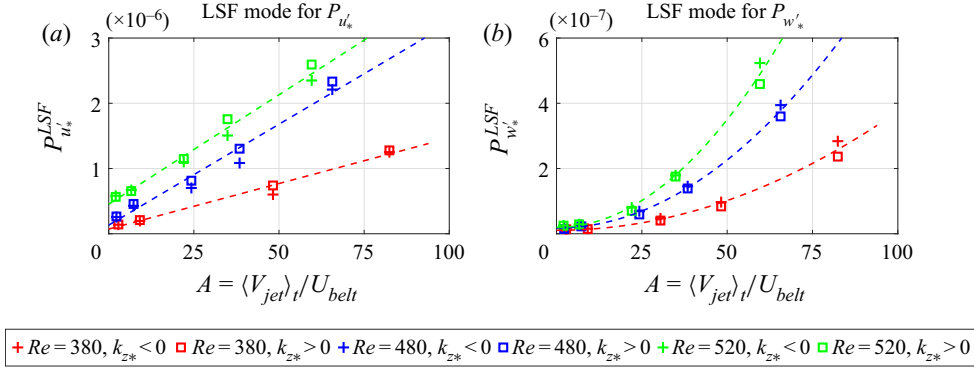 LSF mode for P_{u'_*}
(a)
(×10⁻⁶)
3
2
1
0
25
50
75
100
P^{LSF}_{u'_*}
A = ⟨V_{jet}⟩_t/U_{belt}
LSF mode for P_{w'_*}
(b)
(×10⁻⁷)
6
4
2
0
25
50
75
100
P^{LSF}_{w'_*}
A = ⟨V_{jet}⟩_t/U_{belt}
Re = 380, k_{z*} < 0 Re = 380, k_{z*} > 0 Re = 480, k_{z*} < 0 Re = 480, k_{z*} > 0 Re = 520, k_{z*} < 0 Re = 520, k_{z*} > 0